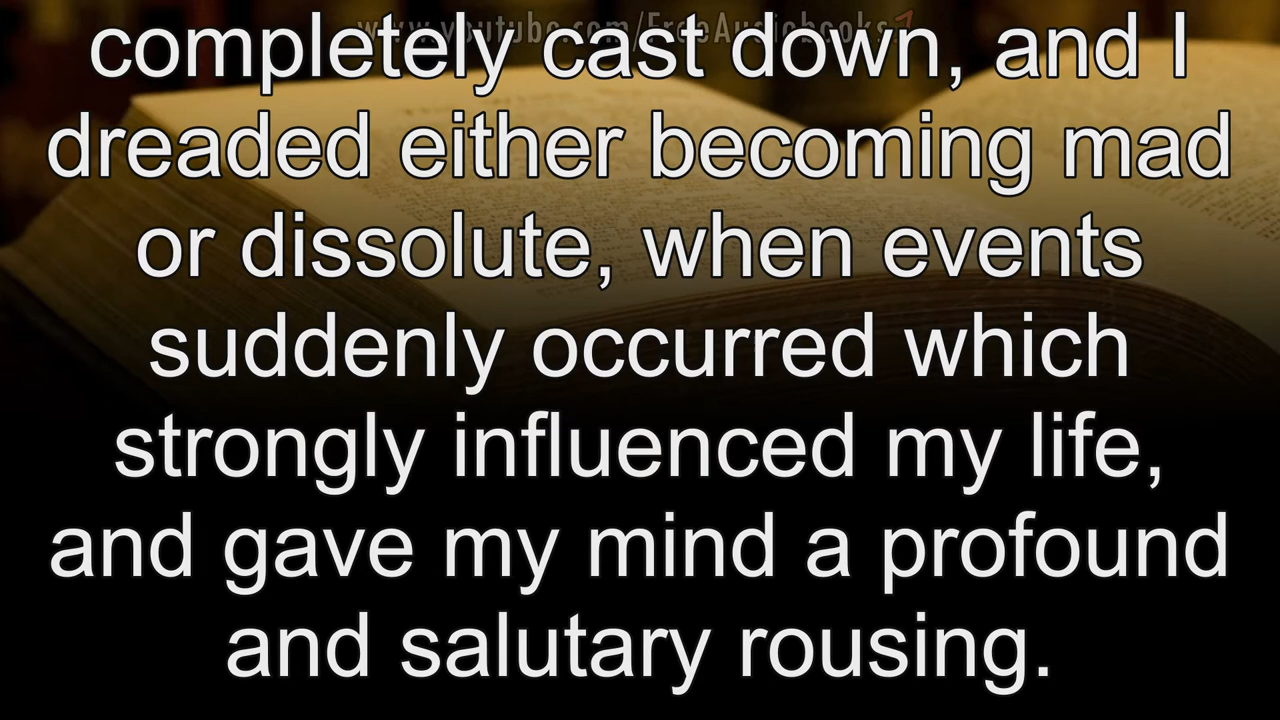 www.youtube.com/FreeAudiobooks
completely cast down, and I
dreaded either becoming mad
or dissolute, when events
suddenly occurred which
strongly influenced my life,
and gave my mind a profound
and salutary rousing.